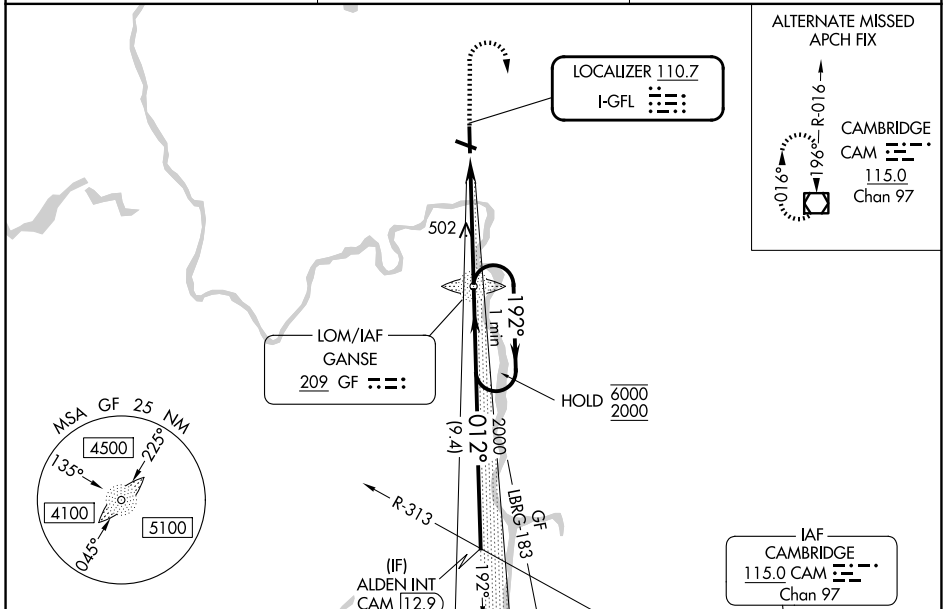 ALTERNATE MISSED
APCH FIX
R-016
196°
016°
CAMBRIDGE
CAM
115.0
Chan 97
LOCALIZER 110.7
I-GFL
502
192°
1 min
LOM/IAF
GANSE
209 GF
HOLD 6000
2000
MSA GF 25 NM
4500
225°
135°
4100
5100
045°
012°
2000
(9.4)
GF
LBRG-183
R-313
(IF)
ALDEN INT
CAM 12.9
192°
IAF
CAMBRIDGE
115.0 CAM
Chan 97